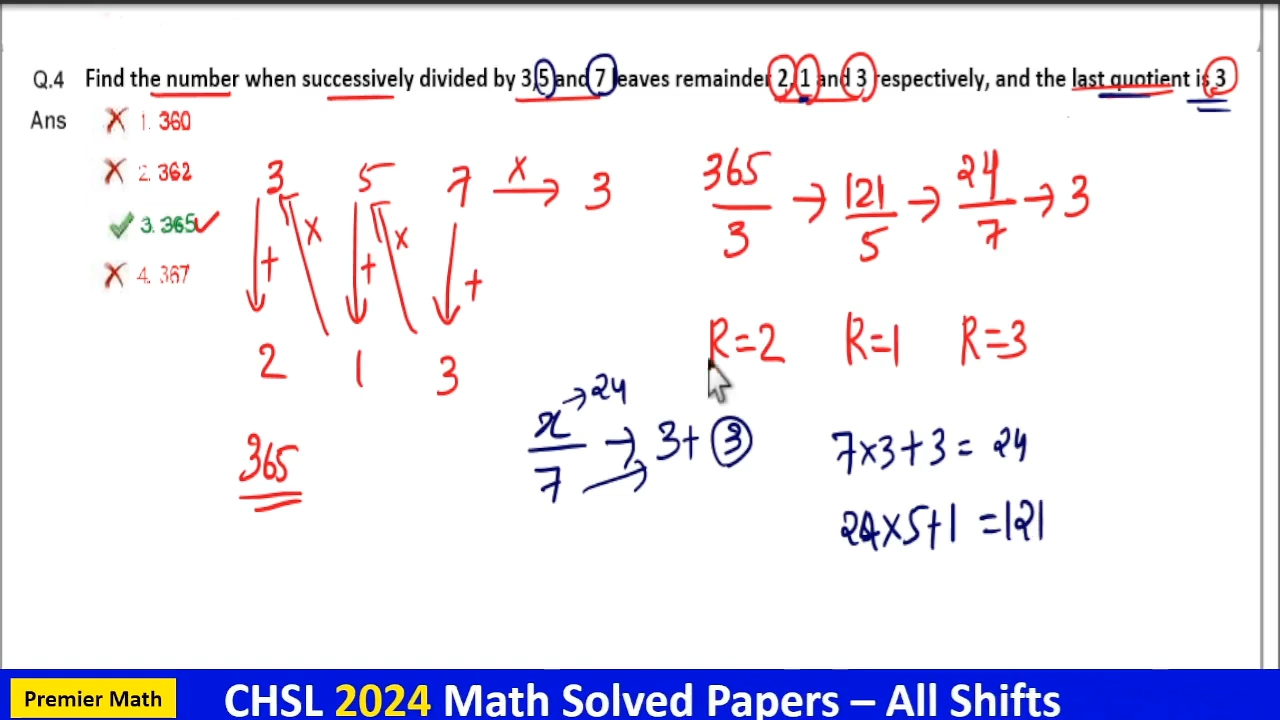 Q.4 Find the number when successively divided by 3,5 and 7 leaves remainder 2, 1 and 3 respectively, and the last quotient is 3
Ans X 1. 360
X 2. 362
✓ 3. 365 ✓
X 4. 367
3 5 7 x → 3
+ x + x +
2 1 3
365
365/3 → 121/5 → 24/7 → 3
R=2 R=1 R=3
x → 24
x/7 → 3+ 3
7x3+3 = 24
24x5+1 = 121
Premier Math
CHSL 2024 Math Solved Papers – All Shifts